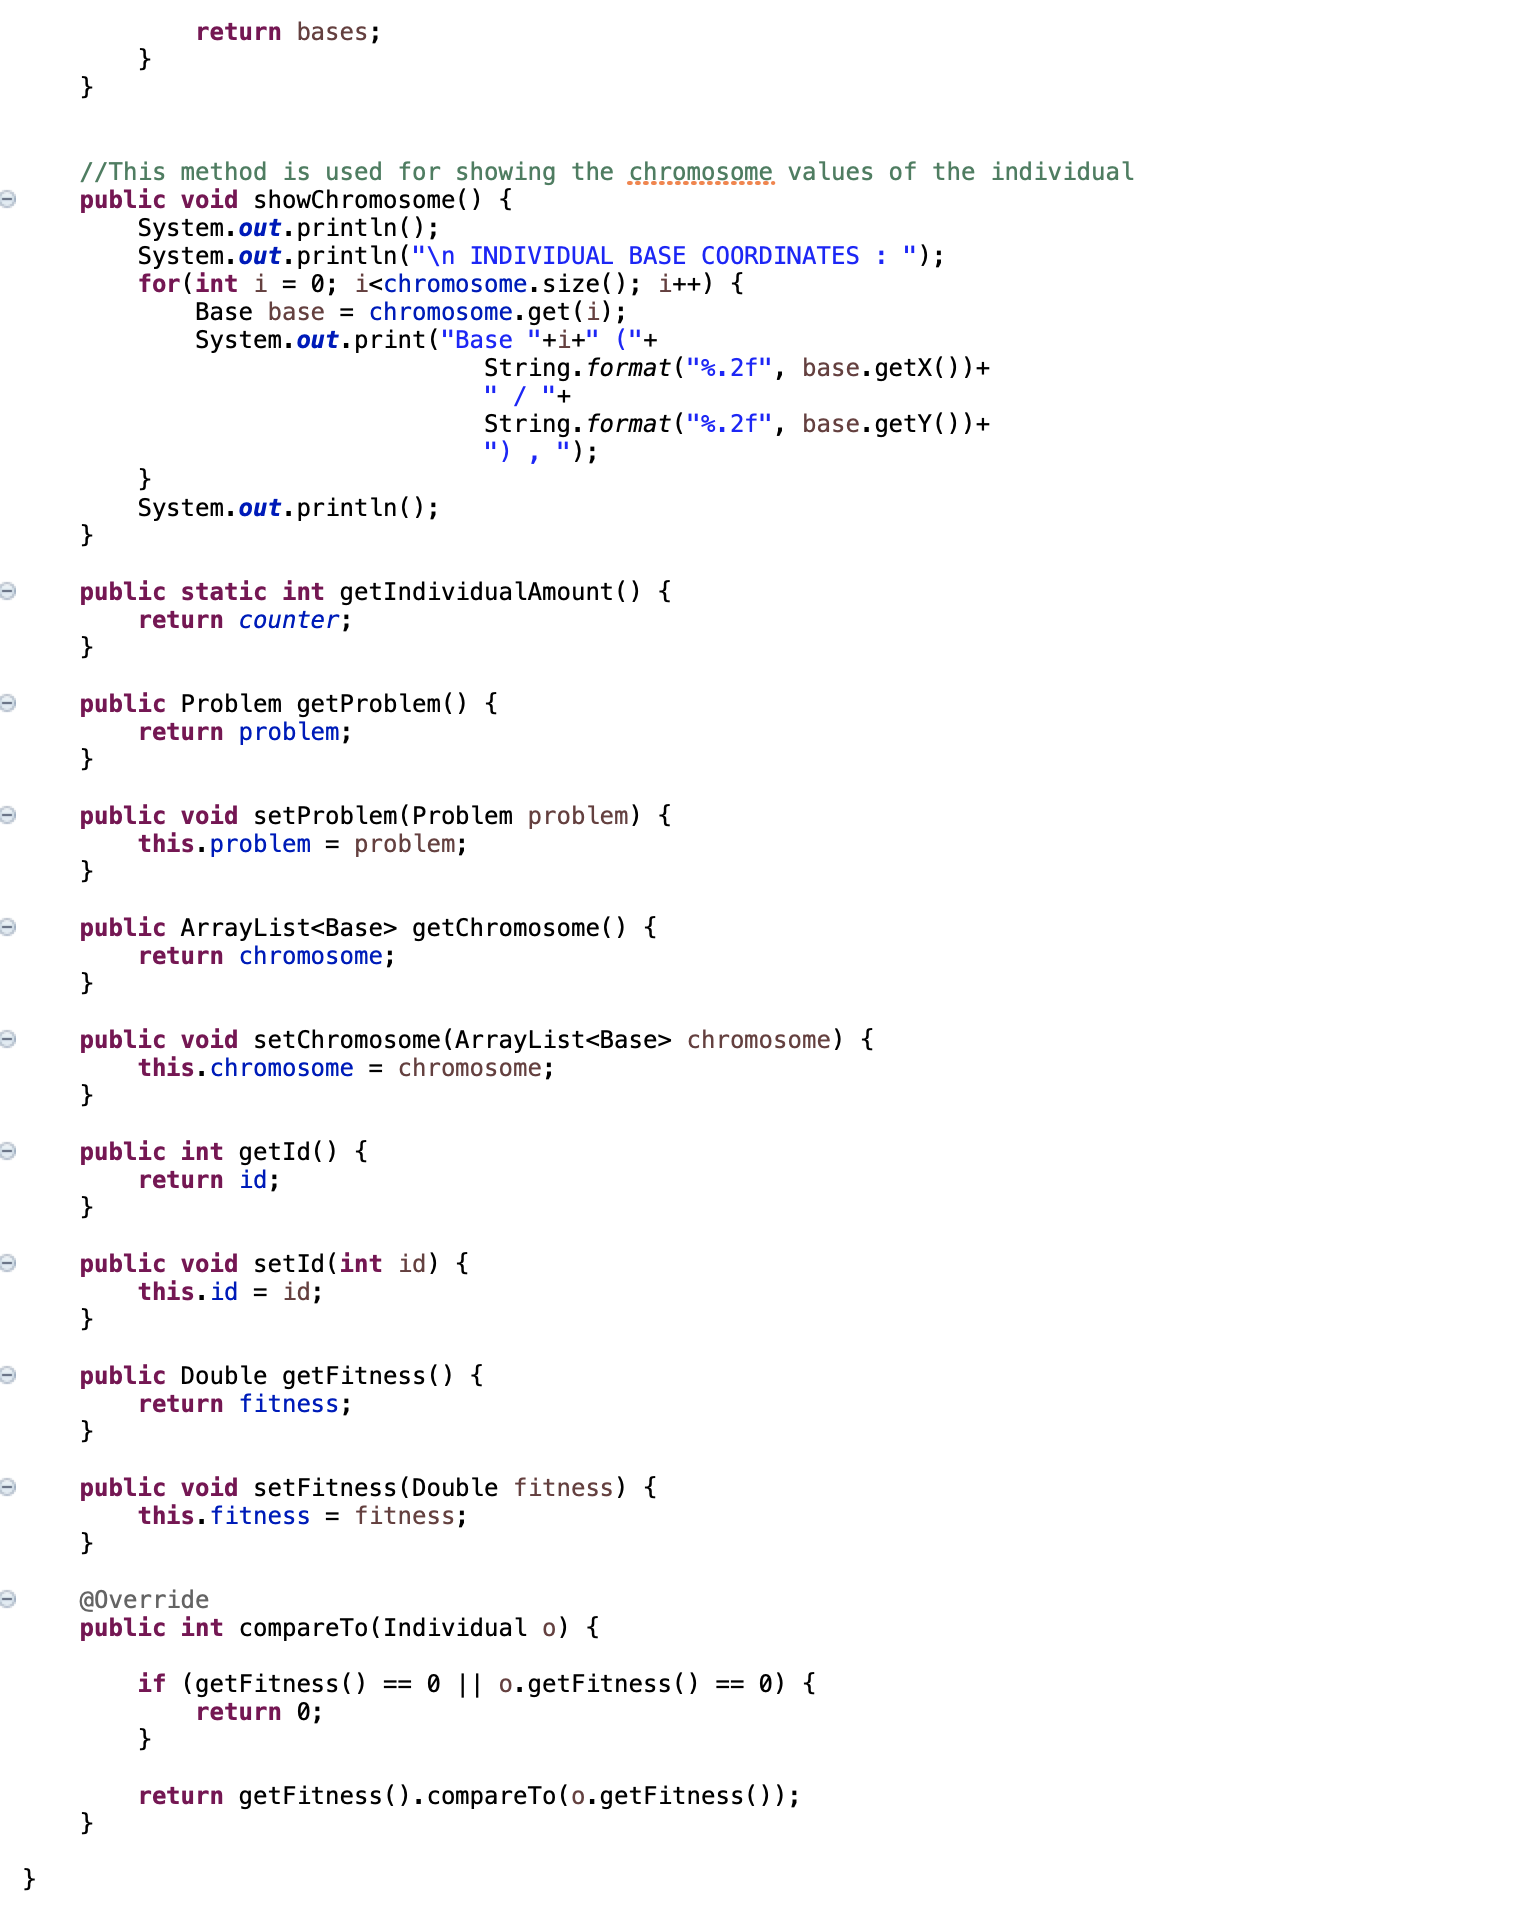 return bases;
}
}
//This method is used for showing the chromosome values of the individual
public void showChromosome() {
System.out.println();
System.out.println("\n INDIVIDUAL BASE COORDINATES : ");
for(int i = 0; i<chromosome.size(); i++) {
Base base = chromosome.get(i);
System.out.print("Base "+i+" ("+
String.format("%.2f", base.getX())+
" / "+
String.format("%.2f", base.getY())+
") , ");
}
System.out.println();
}
public static int getIndividualAmount() {
return counter;
}
public Problem getProblem() {
return problem;
}
public void setProblem(Problem problem) {
this.problem = problem;
}
public ArrayList<Base> getChromosome() {
return chromosome;
}
public void setChromosome(ArrayList<Base> chromosome) {
this.chromosome = chromosome;
}
public int getId() {
return id;
}
public void setId(int id) {
this.id = id;
}
public Double getFitness() {
return fitness;
}
public void setFitness(Double fitness) {
this.fitness = fitness;
}
@Override
public int compareTo(Individual o) {
if (getFitness() == 0 || o.getFitness() == 0) {
return 0;
}
return getFitness().compareTo(o.getFitness());
}
}